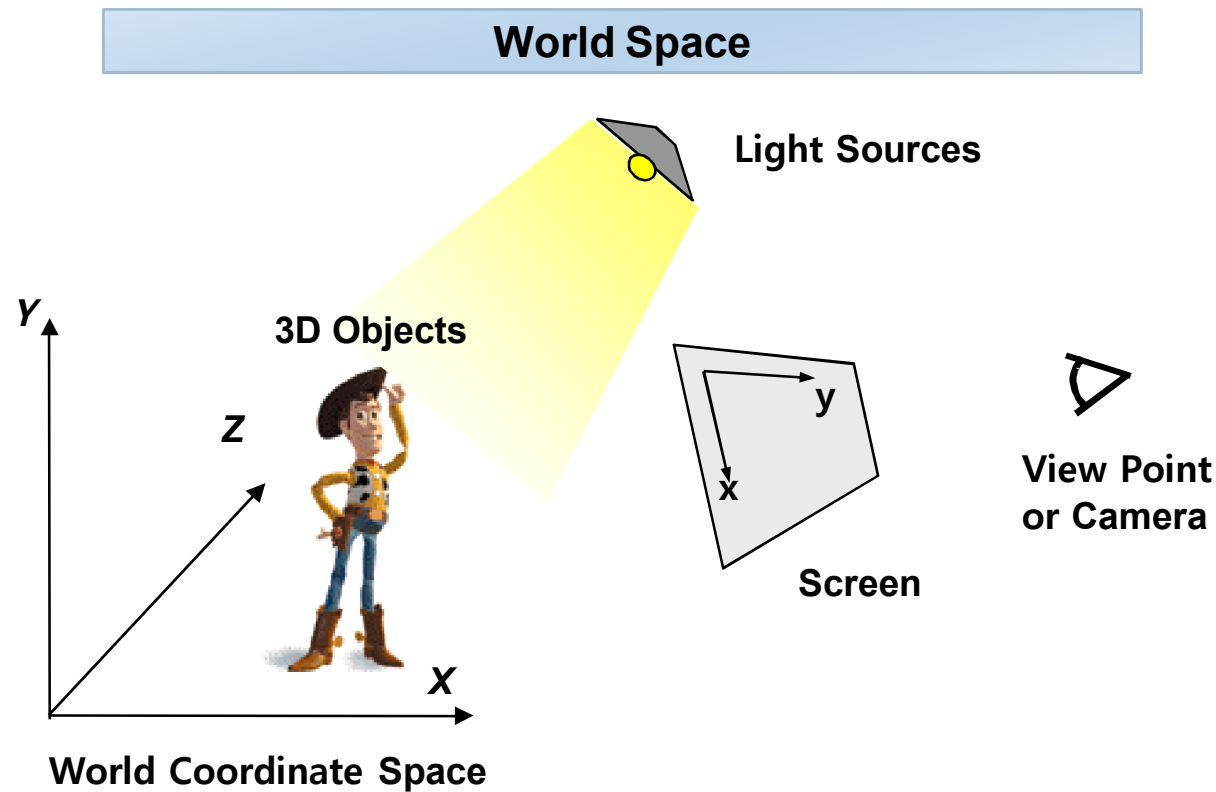 World Space
Light Sources
Y
3D Objects
Z
y
x
View Point
or Camera
Screen
X
World Coordinate Space